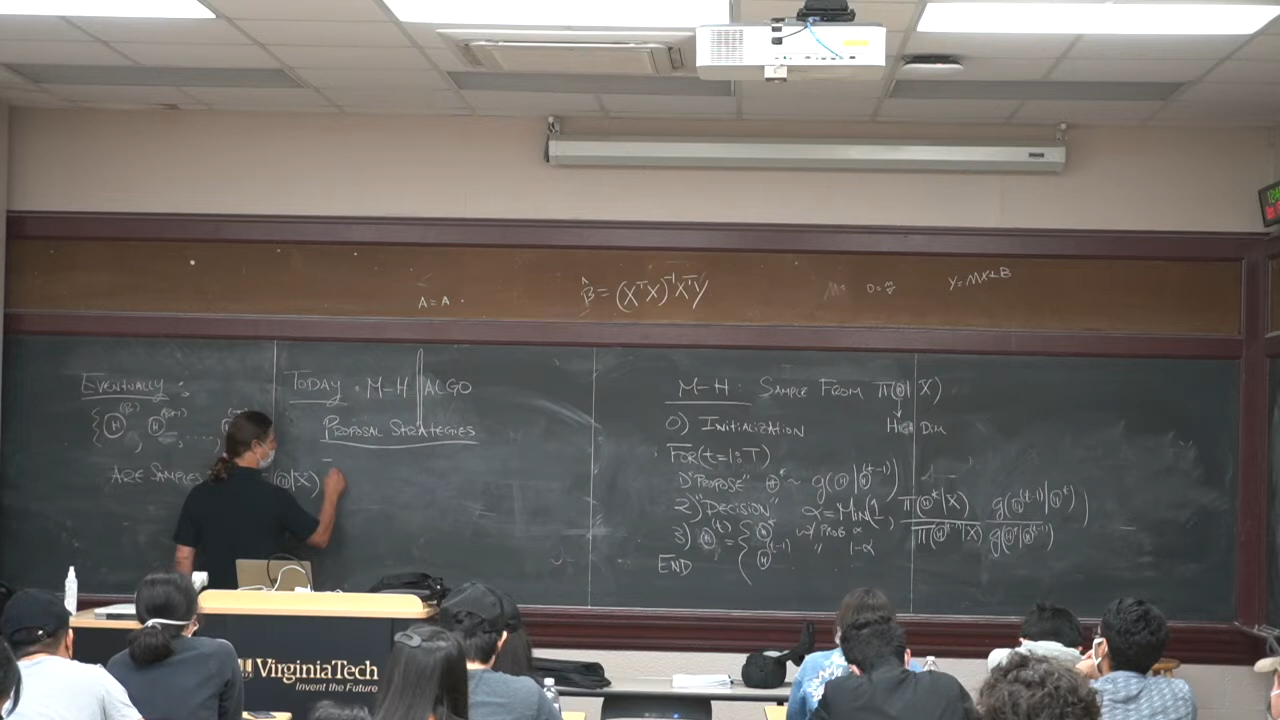 A = A .
β̂ = (XᵀX)⁻¹XᵀY
Y = MX + B
EVENTUALLY :
{Θ⁽ᴮ⁾, Θ⁽ᴮ⁺¹⁾, ...,
ARE SAMPLES
(Θ|X)
TODAY : M-H ALGO
PROPOSAL STRATEGIES
M-H : SAMPLE FROM π(Θ|X)
HIGH DIM
0) INITIALIZATION
FOR(t=1:T)
1) "PROPOSE" Θ* ~ g(Θ|Θ⁽ᵗ⁻¹⁾)
2) "DECISION" α = MIN(1, π(Θ*|X) / π(Θ⁽ᵗ⁻¹⁾|X) g(Θ⁽ᵗ⁻¹⁾|Θ*) / g(Θ*|Θ⁽ᵗ⁻¹⁾))
3) Θ⁽ᵗ⁾ = { Θ* W/ PROB α
Θ⁽ᵗ⁻¹⁾ " 1-α
END
VirginiaTech
Invent the Future